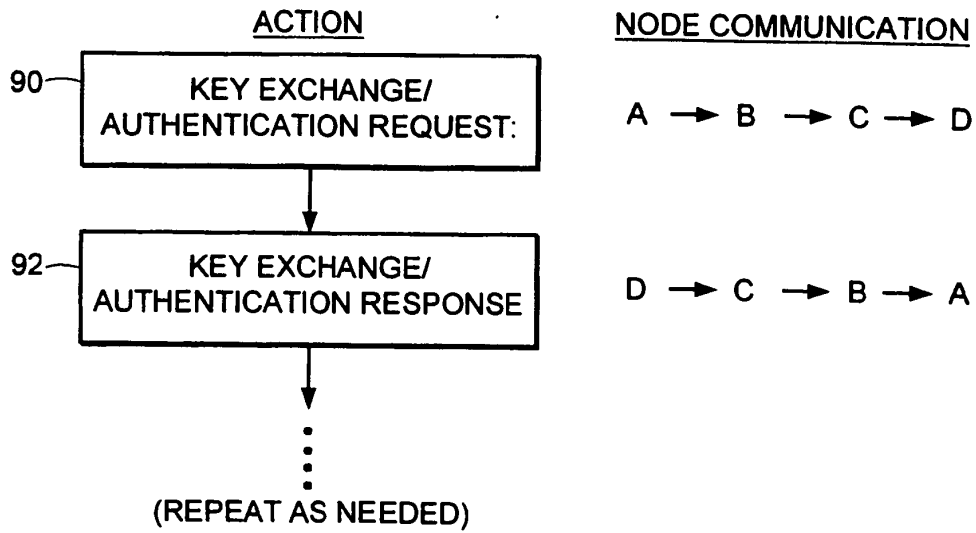 ACTION
NODE COMMUNICATION
90
KEY EXCHANGE/
AUTHENTICATION REQUEST:
A → B → C → D
92
KEY EXCHANGE/
AUTHENTICATION RESPONSE
D → C → B → A
(REPEAT AS NEEDED)